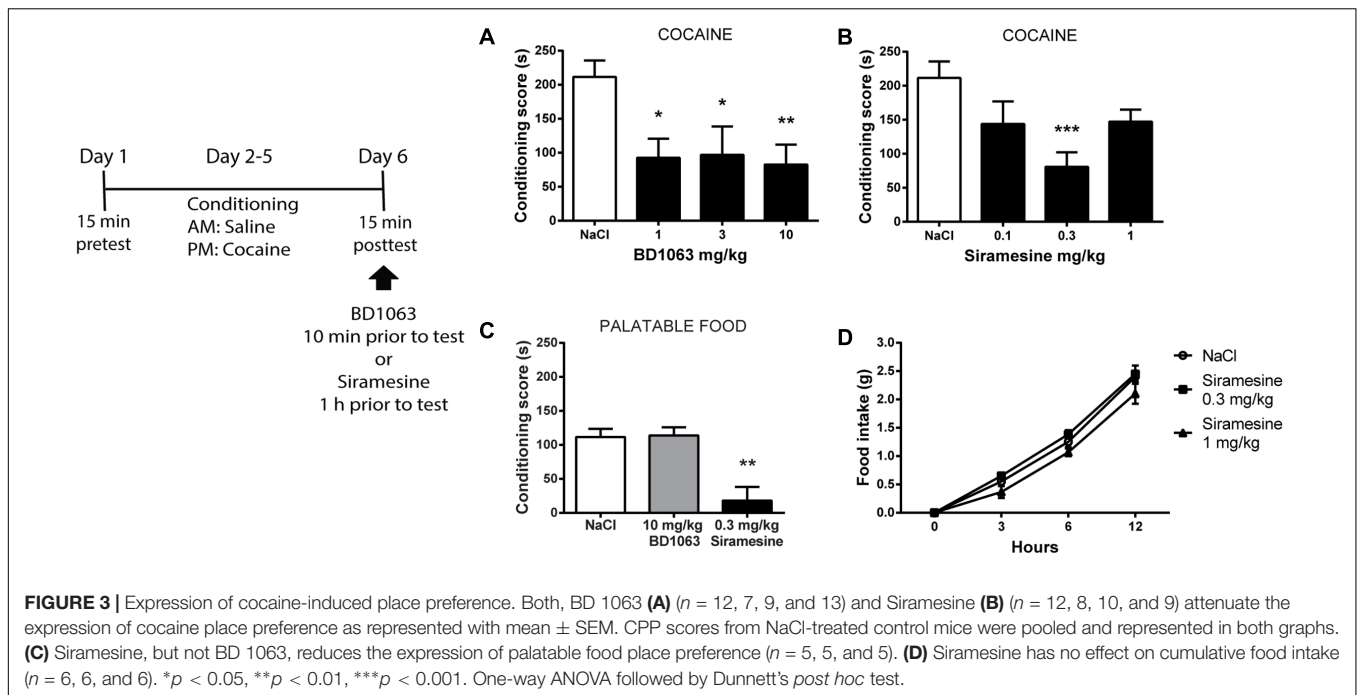 Day 1
Day 2-5
Day 6
15 min
pretest
Conditioning
AM: Saline
PM: Cocaine
15 min
posttest
BD1063
10 min prior to test
or
Siramesine
1 h prior to test
A
COCAINE
Conditioning score (s)
250
200
150
100
50
0
*
*
**
NaCl
1
3
10
BD1063 mg/kg
B
COCAINE
Conditioning score (s)
250
200
150
100
50
0
***
NaCl
0.1
0.3
1
Siramesine mg/kg
C
PALATABLE FOOD
Conditioning score (s)
250
200
150
100
50
0
**
NaCl
10 mg/kg
BD1063
0.3 mg/kg
Siramesine
D
Food intake (g)
3.0
2.5
2.0
1.5
1.0
0.5
0.0
0
3
6
12
Hours
NaCl
Siramesine
0.3 mg/kg
Siramesine
1 mg/kg
FIGURE 3 | Expression of cocaine-induced place preference. Both, BD 1063 (A) (n = 12, 7, 9, and 13) and Siramesine (B) (n = 12, 8, 10, and 9) attenuate the
expression of cocaine place preference as represented with mean ± SEM. CPP scores from NaCl-treated control mice were pooled and represented in both graphs.
(C) Siramesine, but not BD 1063, reduces the expression of palatable food place preference (n = 5, 5, and 5). (D) Siramesine has no effect on cumulative food intake
(n = 6, 6, and 6). *p < 0.05, **p < 0.01, ***p < 0.001. One-way ANOVA followed by Dunnett's post hoc test.